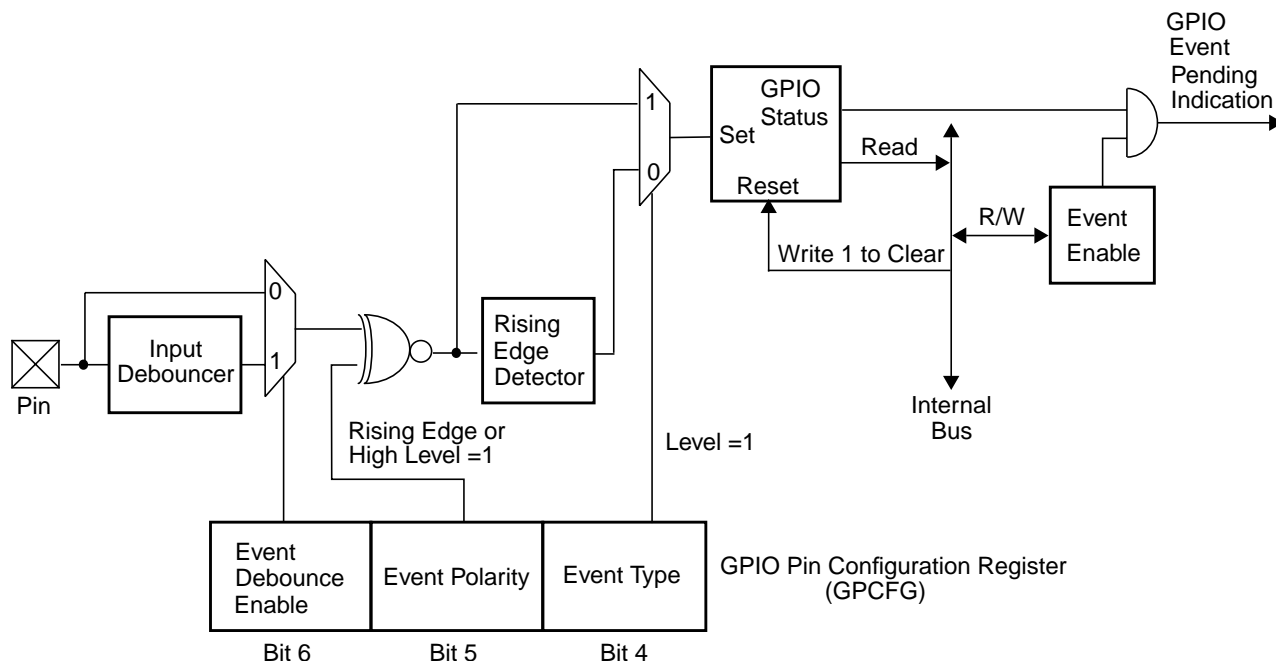 GPIO
Event
Pending
Indication
1
0
GPIO
Status
Set
Reset
Read
R/W
Event
Enable
Write 1 to Clear
0
1
Input
Debouncer
Pin
Rising
Edge
Detector
Internal
Bus
Rising Edge or
High Level =1
Level =1
Event
Debounce
Enable
Event Polarity
Event Type
GPIO Pin Configuration Register
(GPCFG)
Bit 6
Bit 5
Bit 4